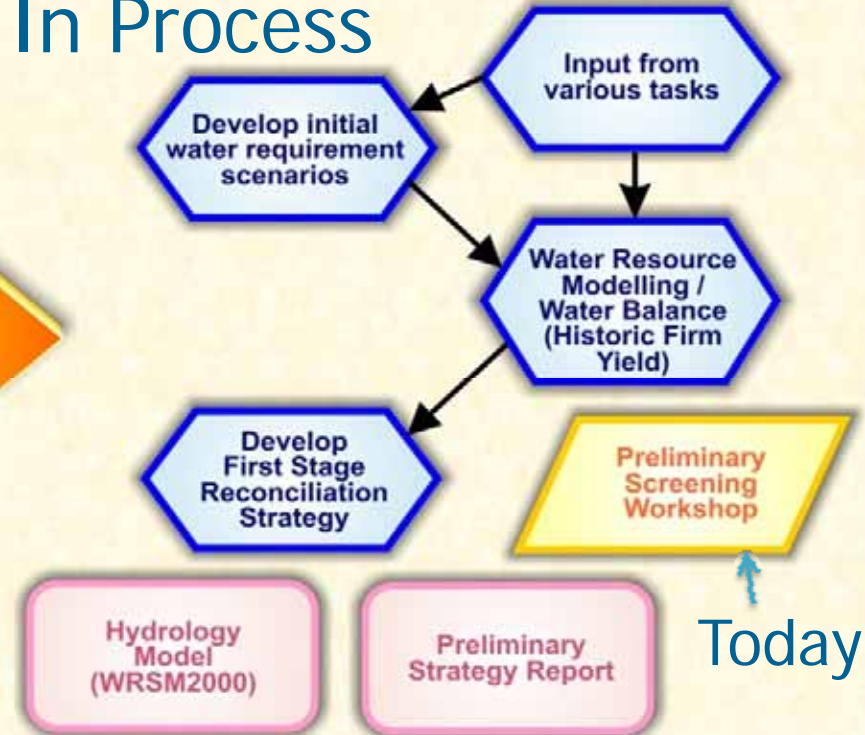 In Process
Input from
various tasks
Develop initial
water requirement
scenarios
Water Resource
Modelling /
Water Balance
(Historic Firm
Yield)
Develop
First Stage
Reconciliation
Strategy
Preliminary
Screening
Workshop
Today
Hydrology
Model
(WRSM2000)
Preliminary
Strategy Report